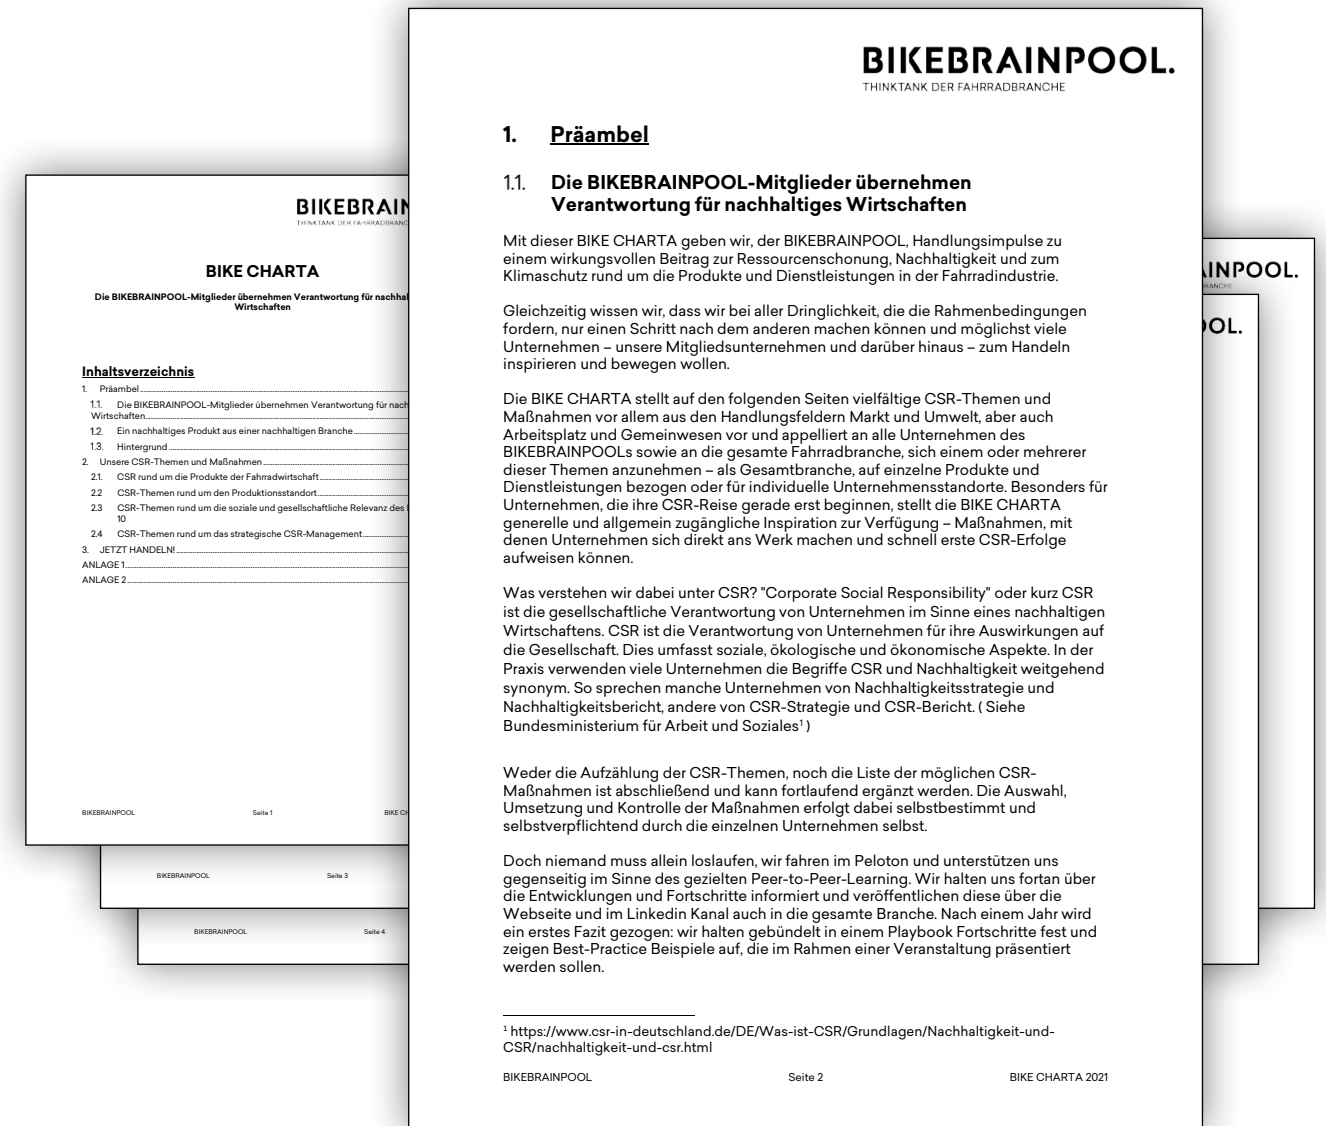 BIKEBRAINPOOL.
THINKTANK DER FAHRRADBRANCHE
1. Präambel
1.1. Die BIKEBRAINPOOL-Mitglieder übernehmen
Verantwortung für nachhaltiges Wirtschaften
Mit dieser BIKE CHARTA geben wir, der BIKEBRAINPOOL, Handlungsimpulse zu
einem wirkungsvollen Beitrag zur Ressourcenschonung, Nachhaltigkeit und zum
Klimaschutz rund um die Produkte und Dienstleistungen in der Fahrradindustrie.
Gleichzeitig wissen wir, dass wir bei aller Dringlichkeit, die die Rahmenbedingungen
fordern, nur einen Schritt nach dem anderen machen können und möglichst viele
Unternehmen – unsere Mitgliedsunternehmen und darüber hinaus – zum Handeln
inspirieren und bewegen wollen.
Die BIKE CHARTA stellt auf den folgenden Seiten vielfältige CSR-Themen und
Maßnahmen vor allem aus den Handlungsfeldern Markt und Umwelt, aber auch
Arbeitsplatz und Gemeinwesen vor und appelliert an alle Unternehmen des
BIKEBRAINPOOLs sowie an die gesamte Fahrradbranche, sich einem oder mehrerer
dieser Themen anzunehmen – als Gesamtbranche, auf einzelne Produkte und
Dienstleistungen bezogen oder für individuelle Unternehmensstandorte. Besonders für
Unternehmen, die ihre CSR-Reise gerade erst beginnen, stellt die BIKE CHARTA
generelle und allgemein zugängliche Inspiration zur Verfügung – Maßnahmen, mit
denen Unternehmen sich direkt ans Werk machen und schnell erste CSR-Erfolge
aufweisen können.
Was verstehen wir dabei unter CSR? "Corporate Social Responsibility" oder kurz CSR
ist die gesellschaftliche Verantwortung von Unternehmen im Sinne eines nachhaltigen
Wirtschaftens. CSR ist die Verantwortung von Unternehmen für ihre Auswirkungen auf
die Gesellschaft. Dies umfasst soziale, ökologische und ökonomische Aspekte. In der
Praxis verwenden viele Unternehmen die Begriffe CSR und Nachhaltigkeit weitgehend
synonym. So sprechen manche Unternehmen von Nachhaltigkeitsstrategie und
Nachhaltigkeitsbericht, andere von CSR-Strategie und CSR-Bericht. ( Siehe
Bundesministerium für Arbeit und Soziales¹ )
Weder die Aufzählung der CSR-Themen, noch die Liste der möglichen CSR-
Maßnahmen ist abschließend und kann fortlaufend ergänzt werden. Die Auswahl,
Umsetzung und Kontrolle der Maßnahmen erfolgt dabei selbstbestimmt und
selbstverpflichtend durch die einzelnen Unternehmen selbst.
Doch niemand muss allein loslaufen, wir fahren im Peloton und unterstützen uns
gegenseitig im Sinne des gezielten Peer-to-Peer-Learning. Wir halten uns fortan über
die Entwicklungen und Fortschritte informiert und veröffentlichen diese über die
Webseite und im Linkedin Kanal auch in die gesamte Branche. Nach einem Jahr wird
ein erstes Fazit gezogen: wir halten gebündelt in einem Playbook Fortschritte fest und
zeigen Best-Practice Beispiele auf, die im Rahmen einer Veranstaltung präsentiert
werden sollen.
¹ https://www.csr-in-deutschland.de/DE/Was-ist-CSR/Grundlagen/Nachhaltigkeit-und-
CSR/nachhaltigkeit-und-csr.html
BIKEBRAINPOOL Seite 2 BIKE CHARTA 2021
BIKEBRAIN
THINKTANK DER FAHRRADBRANC
BIKE CHARTA
Die BIKEBRAINPOOL-Mitglieder übernehmen Verantwortung für nachhal
Wirtschaften
Inhaltsverzeichnis
1. Präambel
1.1. Die BIKEBRAINPOOL-Mitglieder übernehmen Verantwortung für nach
Wirtschaften
1.2. Ein nachhaltiges Produkt aus einer nachhaltigen Branche
1.3. Hintergrund
2. Unsere CSR-Themen und Maßnahmen
2.1. CSR rund um die Produkte der Fahrradwirtschaft
2.2 CSR-Themen rund um den Produktionsstandort
2.3 CSR-Themen rund um die soziale und gesellschaftliche Relevanz des
10
2.4 CSR-Themen rund um das strategische CSR-Management
3. JETZT HANDELN!
ANLAGE 1
ANLAGE 2
BIKEBRAINPOOL Seite 1 BIKE CH
BIKEBRAINPOOL Seite 3
BIKEBRAINPOOL Seite 4
AINPOOL.
RANCHE
OOL.